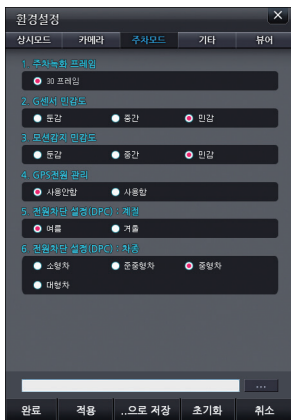 환경설정
상시모드 카메라 주차모드 기타 뷰어
1. 주차녹화 프레임
30 프레임
2. G센서 민감도
둔감 중간 민감
3. 모션감지 민감도
둔감 중간 민감
4. GPS전원 관리
사용안함 사용함
5. 전원차단 설정(DPC) : 계절
여름 겨울
6. 전원차단 설정(DPC) : 차종
소형차 준중형차 중형차
대형차
...
완료 적용 ..으로 저장 초기화 취소